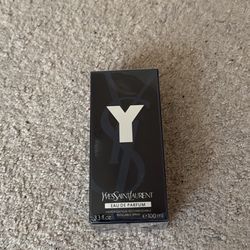 Y
YVESSAINTLAURENT
EAU DE PARFUM
3.3 fl.oz. ℮ 100 ml